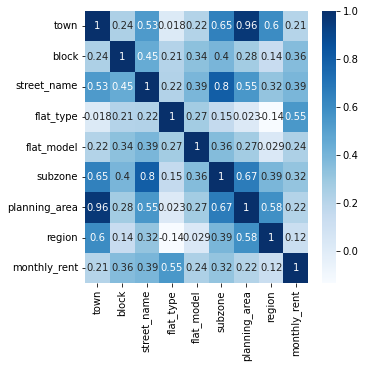 town 1 0.24 0.53 -0.018 0.22 0.65 0.96 0.6 0.21
block 0.24 1 0.45 0.21 0.34 0.4 0.28 0.14 0.36
street_name 0.53 0.45 1 0.22 0.39 0.8 0.55 0.32 0.39
flat_type -0.018 0.21 0.22 1 0.27 0.15 -0.023 -0.14 0.55
flat_model 0.22 0.34 0.39 0.27 1 0.36 0.27 -0.029 0.24
subzone 0.65 0.4 0.8 0.15 0.36 1 0.67 0.39 0.32
planning_area 0.96 0.28 0.55 -0.023 0.27 0.67 1 0.58 0.22
region 0.6 0.14 0.32 -0.14 -0.029 0.39 0.58 1 0.12
monthly_rent 0.21 0.36 0.39 0.55 0.24 0.32 0.22 0.12 1
town
block
street_name
flat_type
flat_model
subzone
planning_area
region
monthly_rent
1.0
0.8
0.6
0.4
0.2
0.0